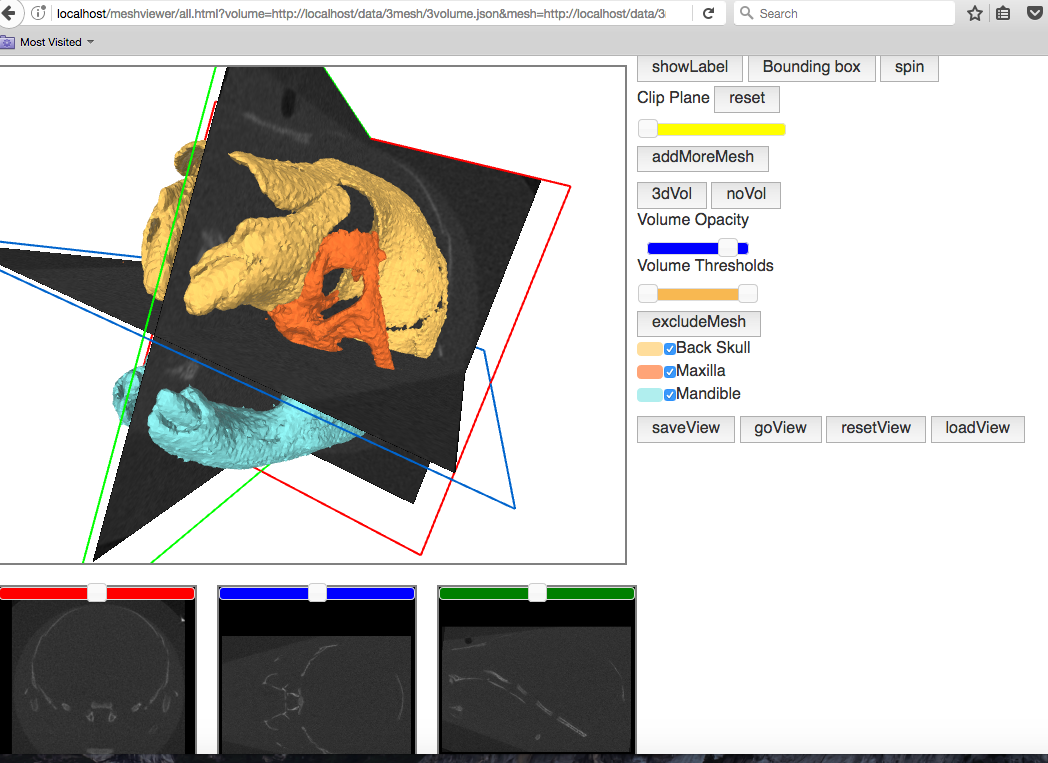 localhost/meshviewer/all.html?volume=http://localhost/data/3mesh/3volume.json&mesh=http://localhost/data/3
Search
Most Visited
showLabel Bounding box spin
Clip Plane reset
addMoreMesh
3dVol noVol
Volume Opacity
Volume Thresholds
excludeMesh
Back Skull
Maxilla
Mandible
saveView goView resetView loadView